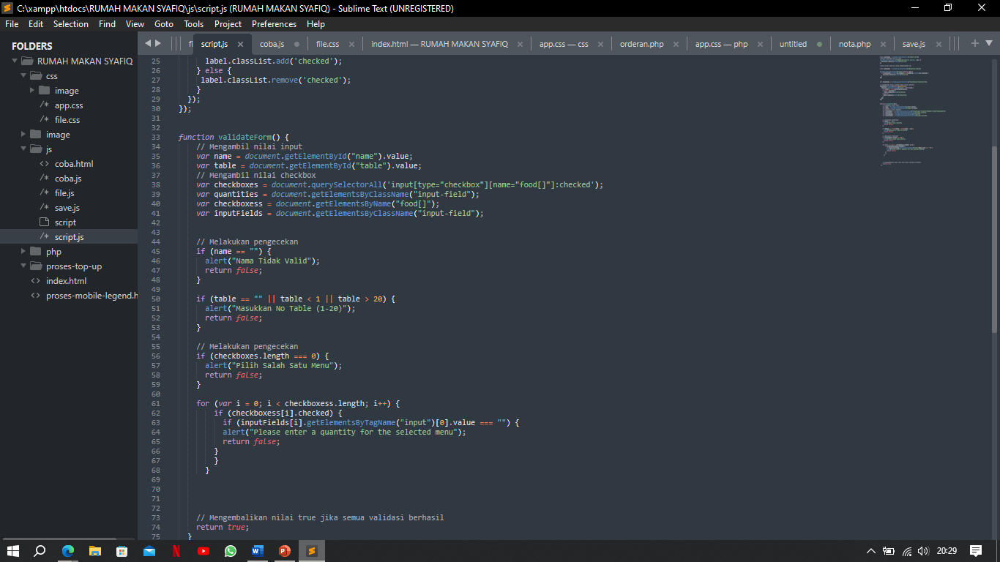 C:\xampp\htdocs\RUMAH MAKAN SYAFIQ\js\script.js (RUMAH MAKAN SYAFIQ) - Sublime Text (UNREGISTERED)
File Edit Selection Find View Goto Tools Project Preferences Help
FOLDERS
RUMAH MAKAN SYAFIQ
css
image
app.css
file.css
image
js
coba.html
coba.js
file.js
save.js
script
script.js
php
proses-top-up
index.html
proses-mobile-legend.h
fi script.js coba.js file.css index.html — RUMAH MAKAN SYAFIQ app.css — css orderan.php app.css — php untitled nota.php save.js
25 label.classList.add('checked');
26 } else {
27 label.classList.remove('checked');
28 }
29 });
30 });
31
32
33 function validateForm() {
34 // Mengambil nilai input
35 var name = document.getElementById("name").value;
36 var table = document.getElementById("table").value;
37 // Mengambil nilai checkbox
38 var checkboxes = document.querySelectorAll('input[type="checkbox"][name="food[]"]:checked');
39 var quantities = document.getElementsByClassName("input-field");
40 var checkboxess = document.getElementsByName("food[]");
41 var inputFields = document.getElementsByClassName("input-field");
42
43
44 // Melakukan pengecekan
45 if (name == "") {
46 alert("Nama Tidak Valid");
47 return false;
48 }
49
50 if (table == "" || table < 1 || table > 20) {
51 alert("Masukkan No Table (1-20)");
52 return false;
53 }
54
55 // Melakukan pengecekan
56 if (checkboxes.length === 0) {
57 alert("Pilih Salah Satu Menu");
58 return false;
59 }
60
61 for (var i = 0; i < checkboxess.length; i++) {
62 if (checkboxess[i].checked) {
63 if (inputFields[i].getElementsByTagName("input")[0].value === "") {
64 alert("Please enter a quantity for the selected menu");
65 return false;
66 }
67 }
68 }
69
70
71
72
73 // Mengembalikan nilai true jika semua validasi berhasil
74 return true;
75 }
20:29